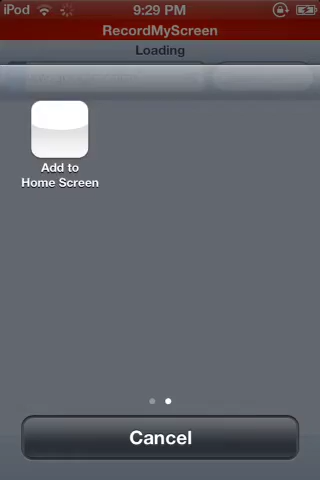 iPod 9:29 PM
RecordMyScreen
Loading
Add to
Home Screen
Cancel